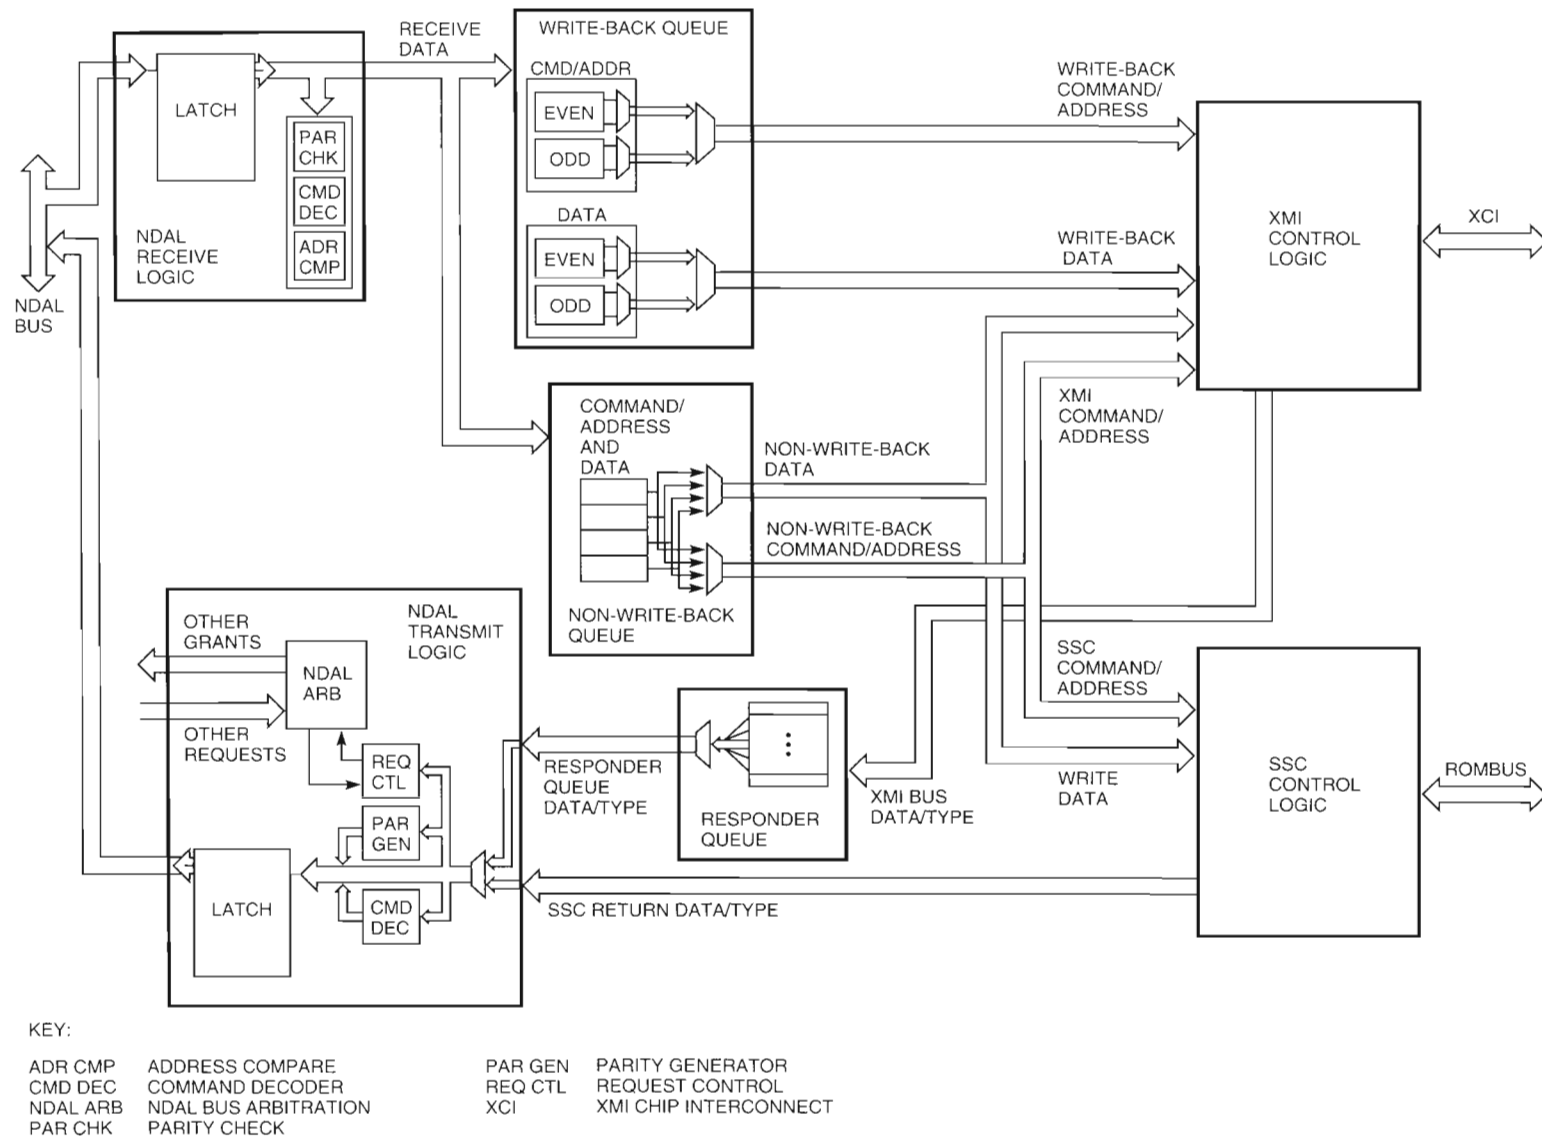 RECEIVE
DATA
WRITE-BACK QUEUE
CMD/ADDR
EVEN
ODD
DATA
EVEN
ODD
LATCH
PAR
CHK
CMD
DEC
ADR
CMP
NDAL
RECEIVE
LOGIC
NDAL
BUS
WRITE-BACK
COMMAND/
ADDRESS
WRITE-BACK
DATA
XMI
CONTROL
LOGIC
XCI
XMI
COMMAND/
ADDRESS
COMMAND/
ADDRESS
AND
DATA
NON-WRITE-BACK
QUEUE
NON-WRITE-BACK
DATA
NON-WRITE-BACK
COMMAND/ADDRESS
OTHER
GRANTS
NDAL
ARB
NDAL
TRANSMIT
LOGIC
OTHER
REQUESTS
REQ
CTL
PAR
GEN
CMD
DEC
LATCH
RESPONDER
QUEUE
DATA/TYPE
RESPONDER
QUEUE
XMI BUS
DATA/TYPE
SSC
COMMAND/
ADDRESS
WRITE
DATA
SSC
CONTROL
LOGIC
ROMBUS
SSC RETURN DATA/TYPE
KEY:
ADR CMP ADDRESS COMPARE
CMD DEC COMMAND DECODER
NDAL ARB NDAL BUS ARBITRATION
PAR CHK PARITY CHECK
PAR GEN PARITY GENERATOR
REQ CTL REQUEST CONTROL
XCI XMI CHIP INTERCONNECT